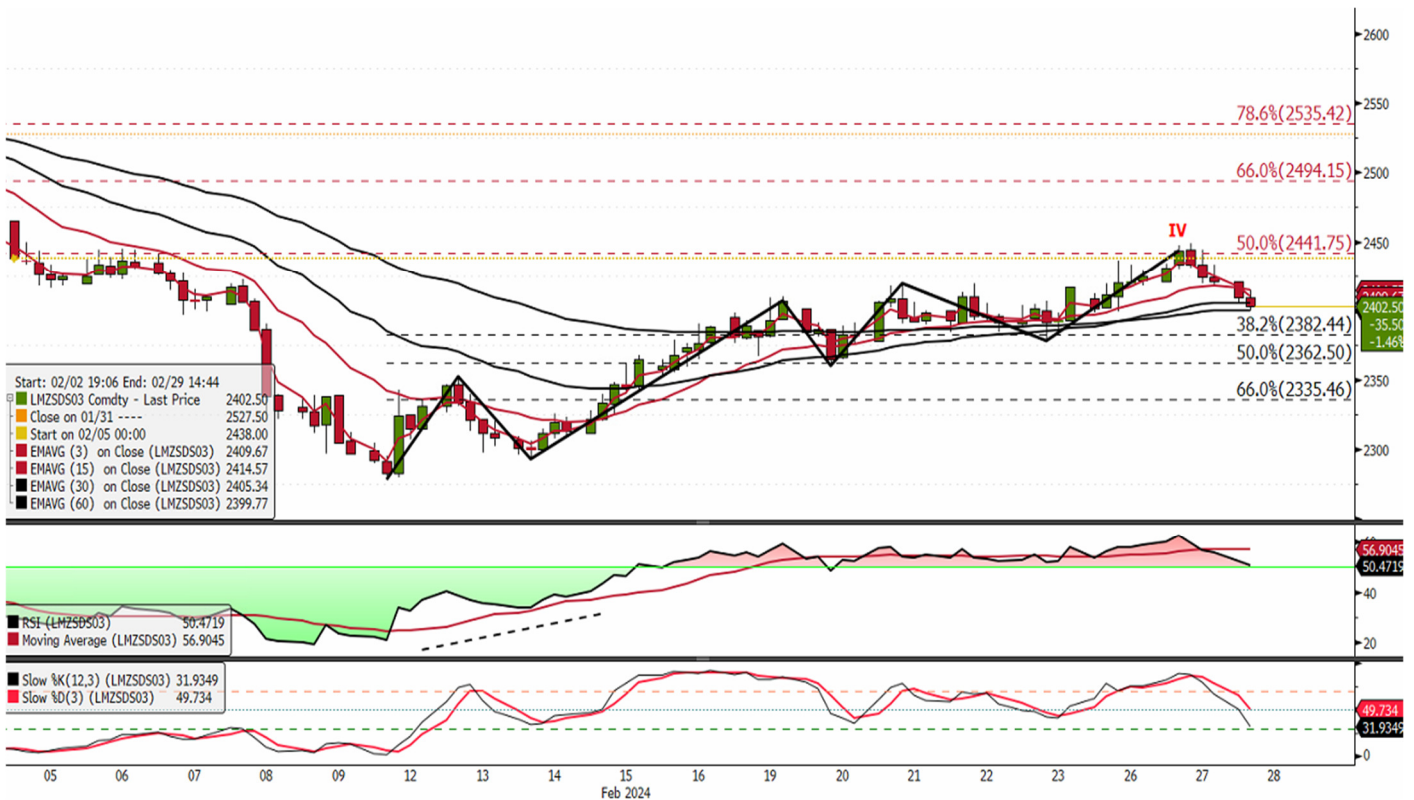 2600
2550
78.6%(2535.42)
2500
66.0%(2494.15)
IV
2450
50.0%(2441.75)
2402.50
-35.50
-1.46%
38.2%(2382.44)
50.0%(2362.50)
2350
66.0%(2335.46)
2300
Start: 02/02 19:06 End: 02/29 14:44
LMZSDS03 Comdty - Last Price 2402.50
Close on 01/31 ---- 2527.50
Start on 02/05 00:00 2438.00
EMAVG (3) on Close (LMZSDS03) 2409.67
EMAVG (15) on Close (LMZSDS03) 2414.57
EMAVG (30) on Close (LMZSDS03) 2405.34
EMAVG (60) on Close (LMZSDS03) 2399.77
56.9045
50.4719
40
20
RSI (LMZSDS03) 50.4719
Moving Average (LMZSDS03) 56.9045
Slow %K(12,3) (LMZSDS03) 31.9349
Slow %D(3) (LMZSDS03) 49.734
49.734
31.9349
0
05 06 07 08 09 12 13 14 15 16 19 20 21 22 23 26 27 28
Feb 2024